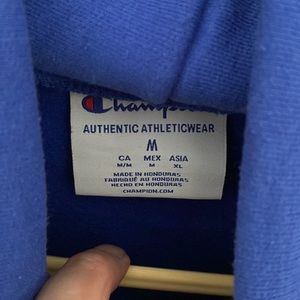 Champion
AUTHENTIC ATHLETICWEAR
M
CA MEX ASIA
M/M M XL
MADE IN HONDURAS
FABRIQUÉ AU HONDURAS
HECHO EN HONDURAS
CHAMPION.COM